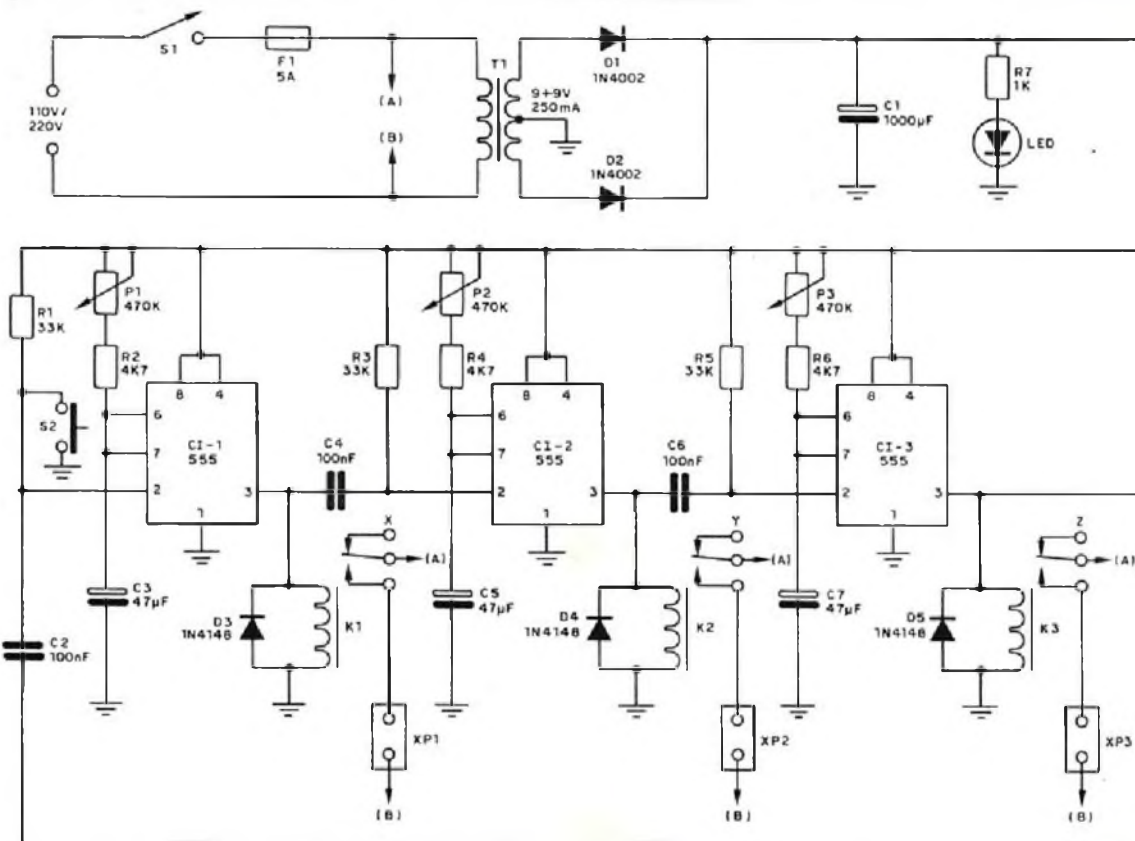 S1
F1
5A
110V/
220V
(A)
(B)
T1
9+9V
250mA
D1
1N4002
D2
1N4002
C1
1000µF
R7
1K
LED
R1
33K
P1
470K
R2
4K7
S2
8 4
6
7
2
3
1
CI-1
555
C3
47µF
C2
100nF
C4
100nF
R3
33K
D3
1N4148
K1
X
(A)
XP1
(B)
P2
470K
R4
4K7
8 4
6
7
2
3
1
CI-2
555
C5
47µF
C6
100nF
R5
33K
D4
1N4148
K2
Y
(A)
XP2
(B)
P3
470K
R6
4K7
8 4
6
7
2
3
1
CI-3
555
C7
47µF
D5
1N4148
K3
Z
(A)
XP3
(B)